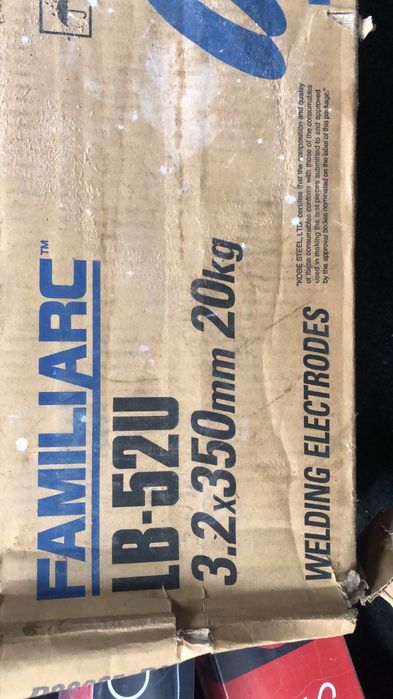 FAMILIARC™
LB-52U
3.2x350mm 20kg
WELDING ELECTRODES
"KOBE STEEL, LTD. certifies that the composition and quality
of these consumables conform with those of the consumables
used in making the test pieces submitted to and approved
by the approval bodies nominated on the label of this package."